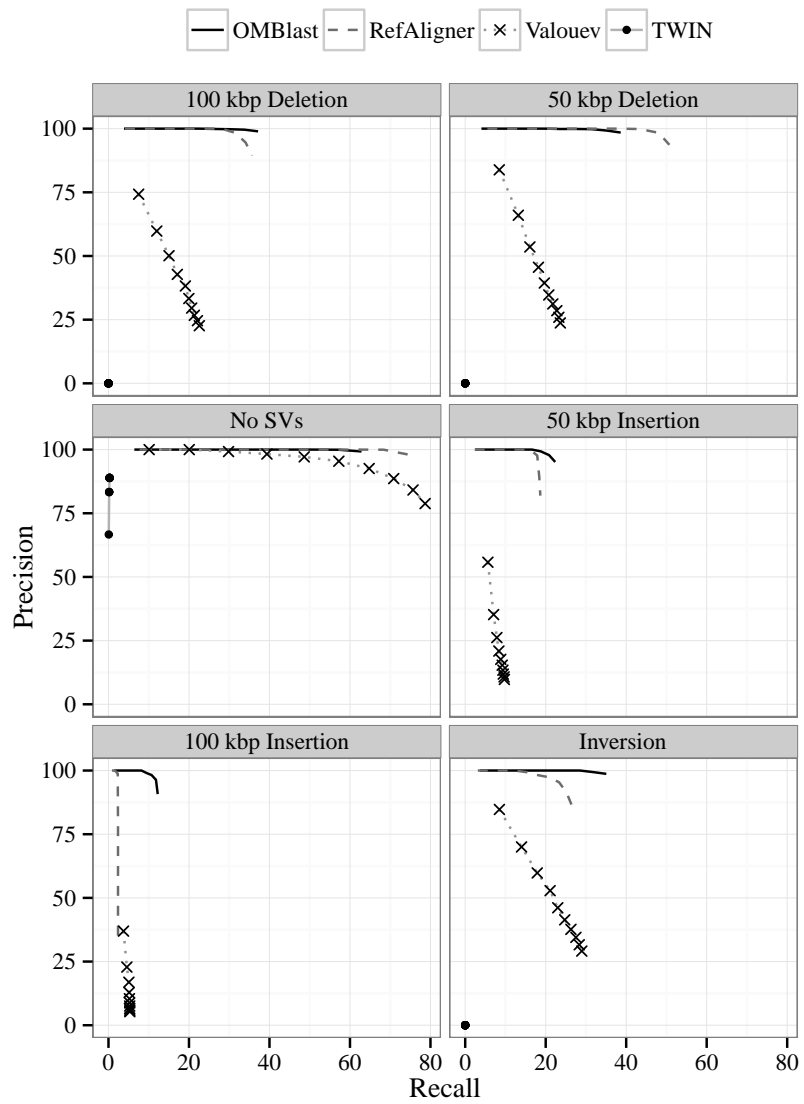 OMBlast RefAligner Valouev TWIN
100 kbp Deletion 50 kbp Deletion
100
75
50
25
0
No SVs 50 kbp Insertion
100
75
50
25
0
Precision
100 kbp Insertion Inversion
100
75
50
25
0
0 20 40 60 80 0 20 40 60 80
Recall